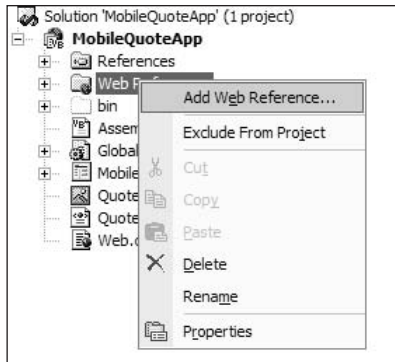 Solution 'MobileQuoteApp' (1 project)
MobileQuoteApp
References
Web
Add Web Reference...
bin
Exclude From Project
Cut
Global
Copy
Mobile
Quote
Paste
Quote
Web.
Delete
Rename
Properties